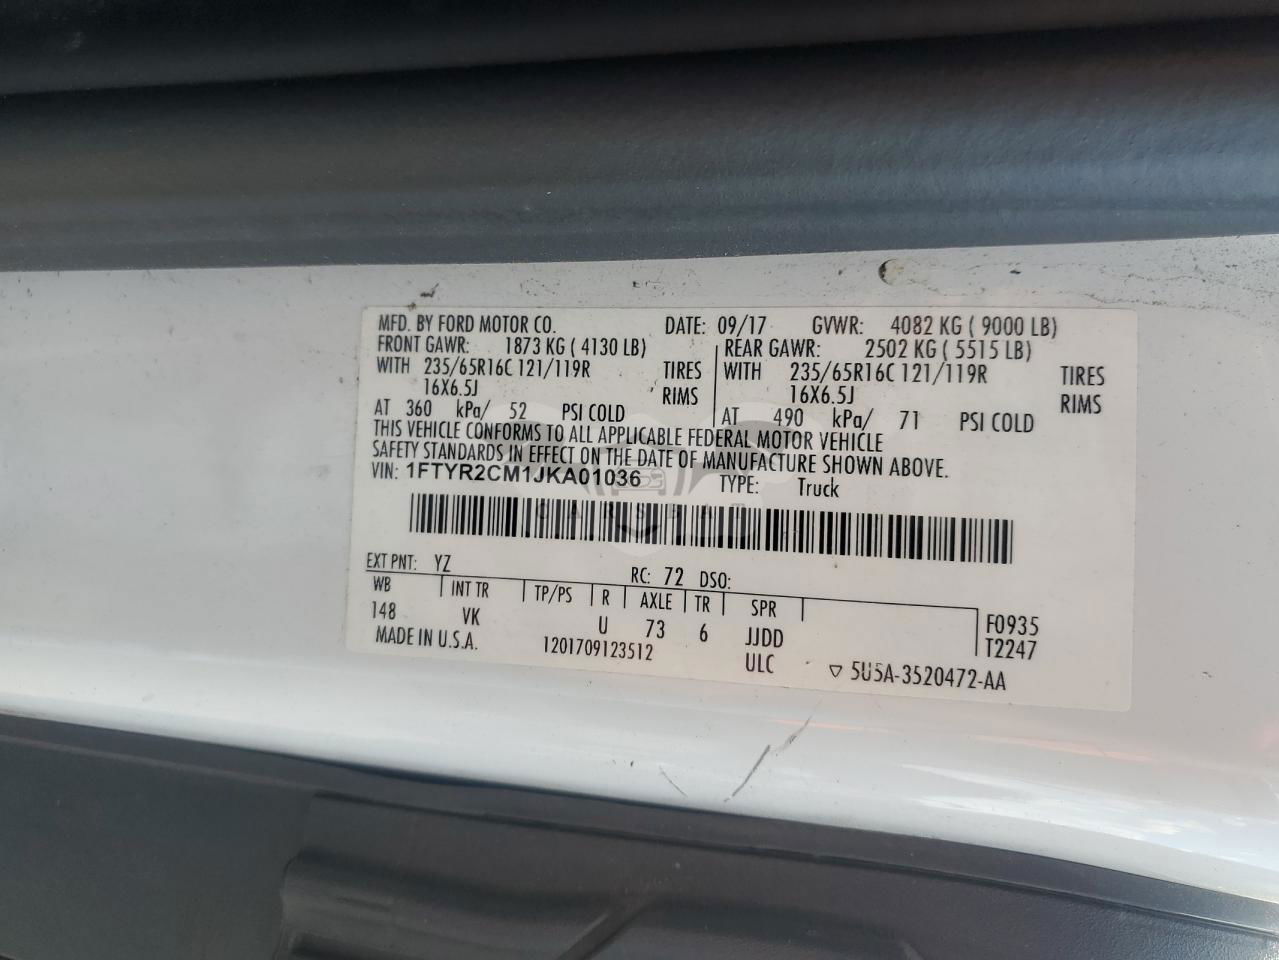 MFD. BY FORD MOTOR CO. DATE: 09/17 GVWR: 4082 KG ( 9000 LB)
FRONT GAWR: 1873 KG ( 4130 LB) REAR GAWR: 2502 KG ( 5515 LB)
WITH 235/65R16C 121/119R TIRES WITH 235/65R16C 121/119R TIRES
16X6.5J RIMS 16X6.5J RIMS
AT 360 kPa/ 52 PSI COLD AT 490 kPa/ 71 PSI COLD
THIS VEHICLE CONFORMS TO ALL APPLICABLE FEDERAL MOTOR VEHICLE
SAFETY STANDARDS IN EFFECT ON THE DATE OF MANUFACTURE SHOWN ABOVE.
VIN: 1FTYR2CM1JKA01036 TYPE: Truck
EXT PNT: YZ RC: 72 DSO:
WB INT TR TP/PS R AXLE TR SPR F0935
148 VK U 73 6 JJDD T2247
MADE IN U.S.A. 1201709123512 ULC ▽ 5U5A-3520472-AA